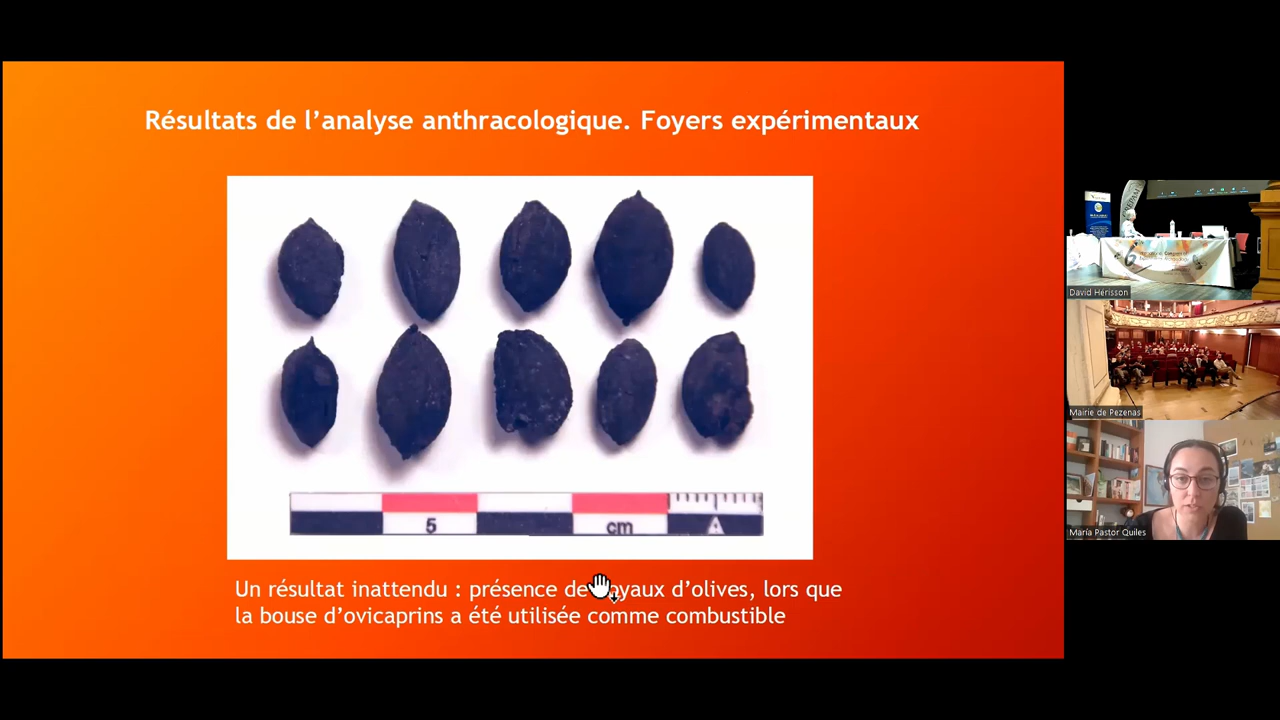 Résultats de l’analyse anthracologique. Foyers expérimentaux
5
cm
A
Un résultat inattendu : présence de noyaux d’olives, lors que
la bouse d’ovicaprins a été utilisée comme combustible
David Hérisson
Mairie de Pezenas
María Pastor Quiles